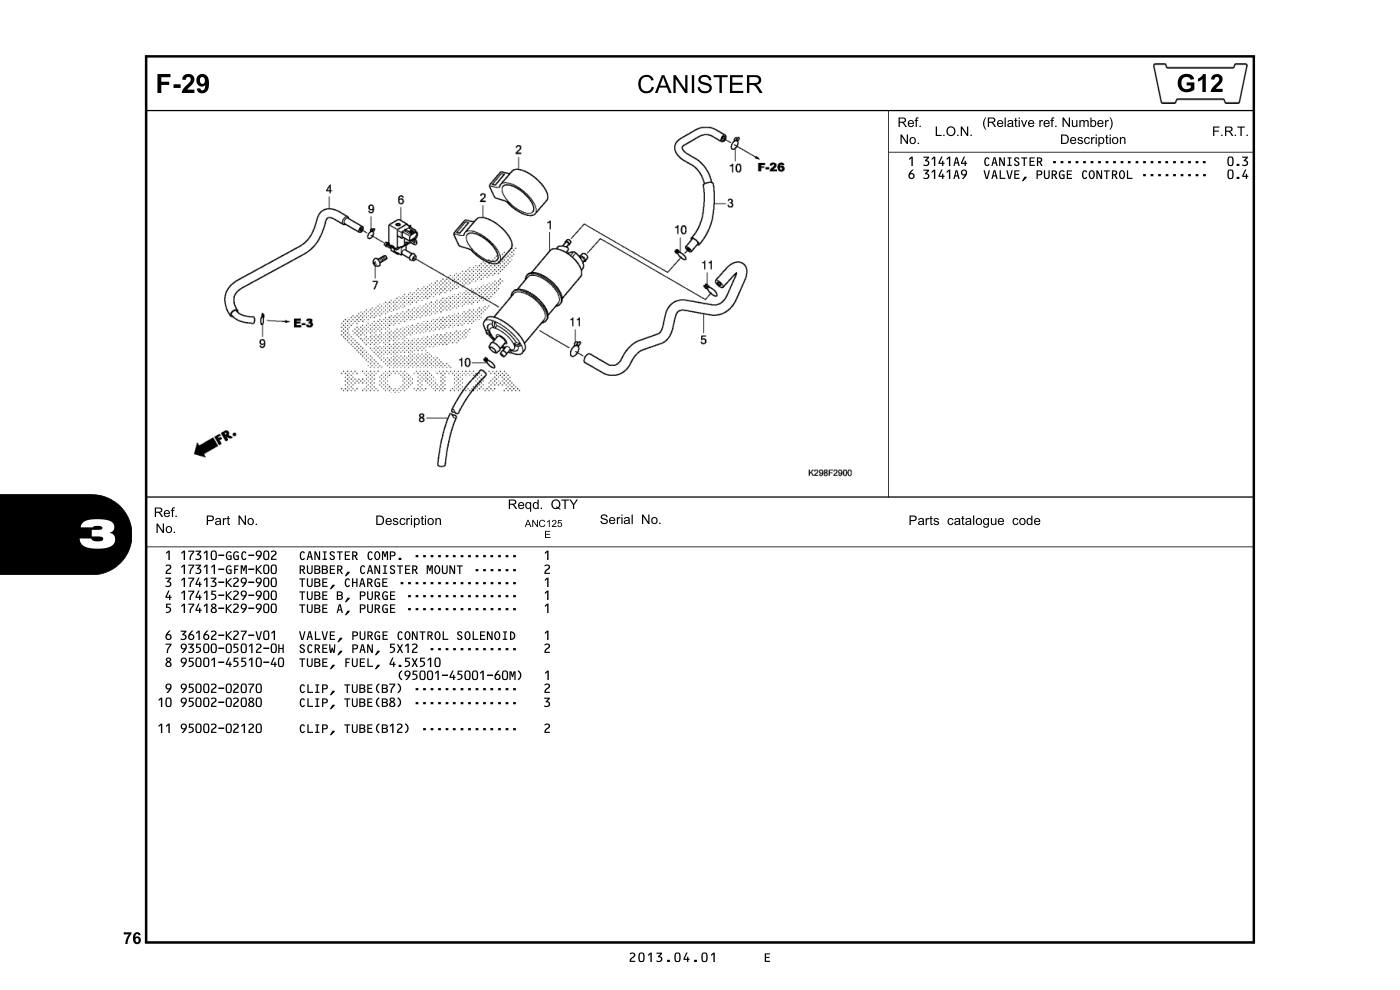 F-29
CANISTER
G12
2
10
F-26
4
6
9
2
3
1
10
11
7
E-3
9
11
5
10
HONDA
8
FR.
K298F2900
Ref. No. L.O.N. (Relative ref. Number) Description F.R.T.
1 3141A4 CANISTER ····················· 0.3
6 3141A9 VALVE, PURGE CONTROL ········· 0.4
3
Ref. No. Part No. Description Reqd. QTY ANC125 E Serial No. Parts catalogue code
1 17310-GGC-902 CANISTER COMP. ·············· 1
2 17311-GFM-K00 RUBBER, CANISTER MOUNT ······ 2
3 17413-K29-900 TUBE, CHARGE ················ 1
4 17415-K29-900 TUBE B, PURGE ··············· 1
5 17418-K29-900 TUBE A, PURGE ··············· 1
6 36162-K27-V01 VALVE, PURGE CONTROL SOLENOID 1
7 93500-05012-0H SCREW, PAN, 5X12 ············ 2
8 95001-45510-40 TUBE, FUEL, 4.5X510
(95001-45001-60M) 1
9 95002-02070 CLIP, TUBE(B7) ·············· 2
10 95002-02080 CLIP, TUBE(B8) ·············· 3
11 95002-02120 CLIP, TUBE(B12) ············· 2
76
2013.04.01 E